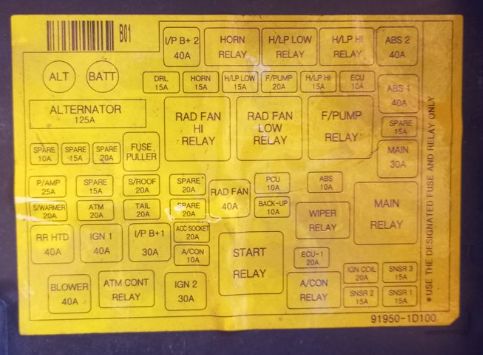 B01
I/P B+ 2
40A
HORN
RELAY
H/LP LOW
RELAY
H/LP HI
RELAY
ABS 2
40A
ALT
BATT
DRL
15A
HORN
15A
H/LP LOW
15A
F/PUMP
20A
H/LP HI
15A
ECU
10A
ABS 1
40A
ALTERNATOR
125A
RAD FAN
HI
RELAY
RAD FAN
LOW
RELAY
F/PUMP
RELAY
SPARE
15A
SPARE
10A
SPARE
15A
SPARE
20A
FUSE
PULLER
MAIN
30A
P/AMP
25A
SPARE
15A
S/ROOF
20A
SPARE
20A
RAD FAN
40A
PCU
10A
ABS
10A
MAIN
RELAY
S/WARMER
20A
ATM
20A
TAIL
20A
SPARE
20A
BACK-UP
10A
WIPER
RELAY
RR HTD
40A
IGN 1
40A
I/P B+1
30A
ACC SOCKET
20A
A/CON
10A
START
RELAY
ECU-1
20A
IGN COIL
20A
SNSR 3
15A
BLOWER
40A
ATM CONT
RELAY
IGN 2
30A
A/CON
RELAY
SNSR 2
15A
SNSR 1
15A
91950-1D100
* USE THE DESIGNATED FUSE AND RELAY ONLY